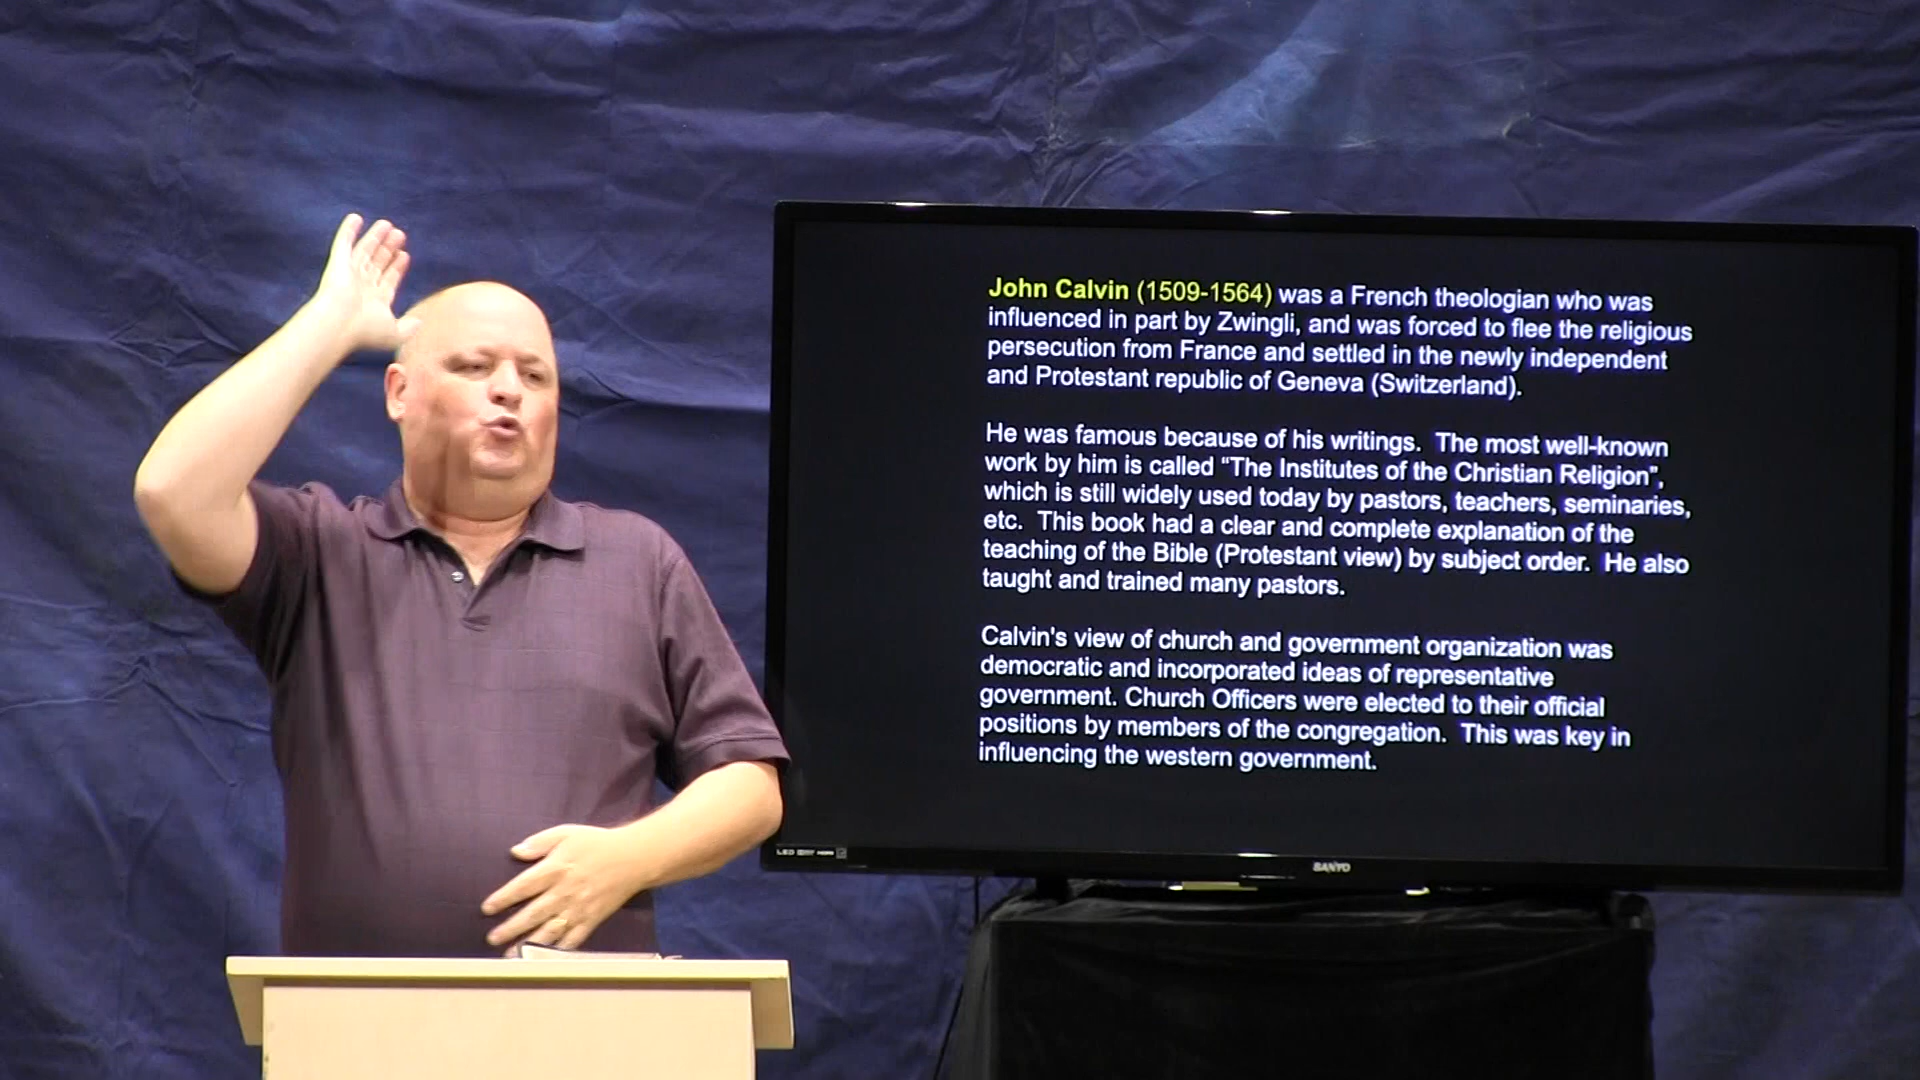 John Calvin (1509-1564) was a French theologian who was
influenced in part by Zwingli, and was forced to flee the religious
persecution from France and settled in the newly independent
and Protestant republic of Geneva (Switzerland).
He was famous because of his writings.  The most well-known
work by him is called “The Institutes of the Christian Religion”,
which is still widely used today by pastors, teachers, seminaries,
etc.  This book had a clear and complete explanation of the
teaching of the Bible (Protestant view) by subject order.  He also
taught and trained many pastors.
Calvin's view of church and government organization was
democratic and incorporated ideas of representative
government. Church Officers were elected to their official
positions by members of the congregation.  This was key in
influencing the western government.
LED HDMI
SANYO